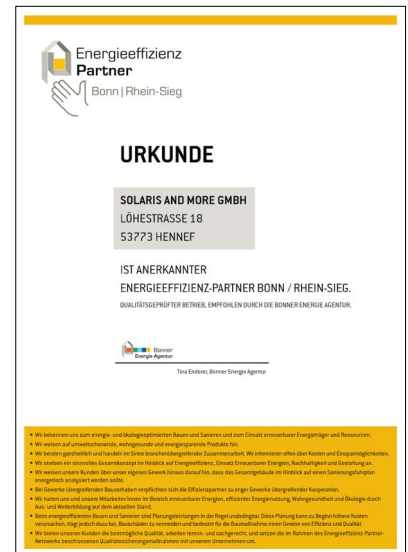 Energieeffizienz
Partner
Bonn | Rhein-Sieg
URKUNDE
SOLARIS AND MORE GMBH
LÖHESTRASSE 18
53773 HENNEF
IST ANERKANNTER
ENERGIEEFFIZIENZ-PARTNER BONN / RHEIN-SIEG.
QUALITÄTSGEPRÜFTER BETRIEB, EMPFOHLEN DURCH DIE BONNER ENERGIE AGENTUR.
Bonner
Energie Agentur
Tina Enderer, Bonner Energie Agentur
• Wir bekennen uns zum energie- und ökologieoptimierten Bauen und Sanieren und zum Einsatz erneuerbarer Energieträger und Ressourcen.
• Wir weisen auf umweltschonende, wohngesunde und energiesparende Produkte hin.
• Wir beraten ganzheitlich und handeln im Sinne branchenübergreifender Zusammenarbeit. Wir informieren offen über Kosten und Einsparmöglichkeiten.
• Wir streben ein sinnvolles Gesamtkonzept im Hinblick auf Energieeffizienz, Einsatz Erneuerbarer Energien, Nachhaltigkeit und Gestaltung an.
• Wir weisen unsere Kunden über unser eigenes Gewerk hinaus darauf hin, dass das Gesamtgebäude im Hinblick auf einen Sanierungsfahrplan
energetisch analysiert werden sollte.
• Bei Gewerke übergreifenden Bauvorhaben verpflichten sich die Effizienzpartner zu enger Gewerke übergreifender Kooperation.
• Wir halten uns und unsere Mitarbeiter/innen im Bereich erneuerbarer Energien, effizienter Energienutzung, Wohngesundheit und Ökologie durch
Aus- und Weiterbildung auf dem aktuellen Stand.
• Beim energieeffizienten Bauen und Sanieren sind Planungsleistungen in der Regel unabdingbar. Diese Planung kann zu Beginn höhere Kosten
verursachen, trägt jedoch dazu bei, Bauschäden zu vermeiden und bedeutet für die Baumaßnahme einen Gewinn von Effizienz und Qualität.
• Wir bieten unseren Kunden die bestmögliche Qualität, arbeiten termin- und sachgerecht, und setzen die im Rahmen des Energieeffizienz-Partner-
Netzwerks beschlossenen Qualitätssicherungsmaßnahmen mit unserem Unternehmen um.